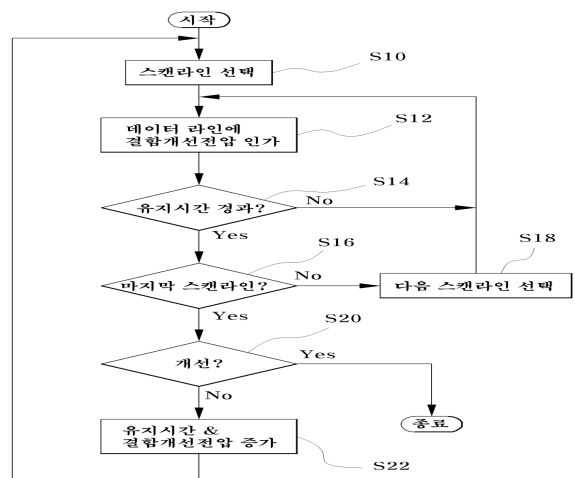 시작
S10
스캔라인 선택
S12
데이터 라인에
결함개선전압 인가
S14
유지시간 경과?
No
Yes
S16
마지막 스캔라인?
No
S18
다음 스캔라인 선택
Yes
S20
개선?
Yes
No
종료
유지시간 &
결함개선전압 증가
S22